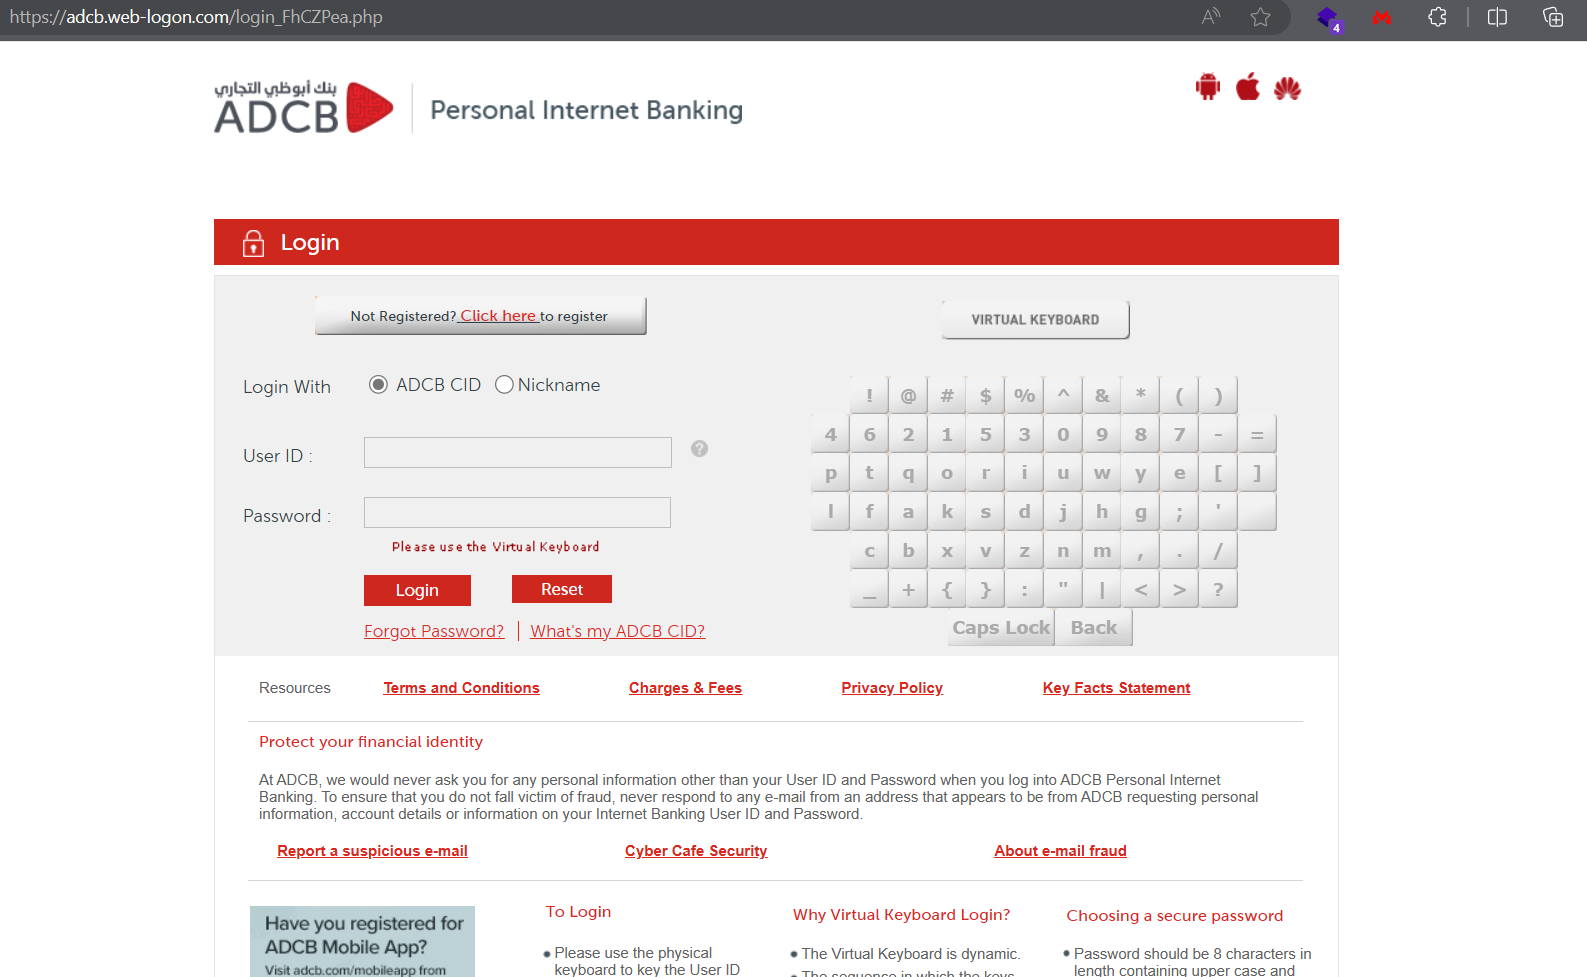 https://adcb.web-logon.com/login_FhCZPea.php
4
بنك أبوظبي التجاري
ADCB
Personal Internet Banking
Login
Not Registered? Click here to register
VIRTUAL KEYBOARD
Login With
ADCB CID
Nickname
! @ # $ % ^ & * ( )
4 6 2 1 5 3 0 9 8 7 - =
p t q o r i u w y e [ ]
l f a k s d j h g ; '
c b x v z n m , . /
_ + { } : " | < > ?
Caps Lock Back
User ID :
?
Password :
Please use the Virtual Keyboard
Login
Reset
Forgot Password? | What's my ADCB CID?
Resources
Terms and Conditions
Charges & Fees
Privacy Policy
Key Facts Statement
Protect your financial identity
At ADCB, we would never ask you for any personal information other than your User ID and Password when you log into ADCB Personal Internet
Banking. To ensure that you do not fall victim of fraud, never respond to any e-mail from an address that appears to be from ADCB requesting personal
information, account details or information on your Internet Banking User ID and Password.
Report a suspicious e-mail
Cyber Cafe Security
About e-mail fraud
Have you registered for
ADCB Mobile App?
Visit adcb.com/mobileapp from
To Login
• Please use the physical
keyboard to key the User ID
Why Virtual Keyboard Login?
• The Virtual Keyboard is dynamic.
The sequence in which the keys
Choosing a secure password
• Password should be 8 characters in
length containing upper case and